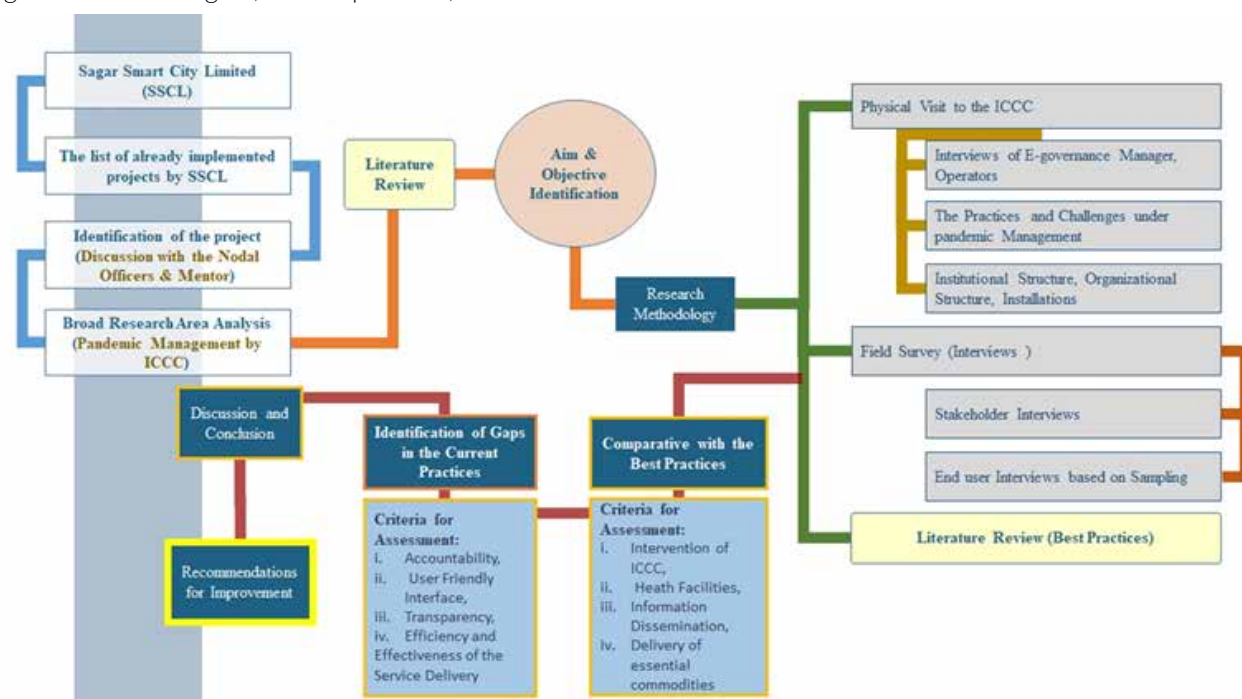 Sagar Smart City Limited
(SSCL)
The list of already implemented
projects by SSCL
Identification of the project
(Discussion with the Nodal
Officers & Mentor)
Broad Research Area Analysis
(Pandemic Management by
ICCC)
Literature
Review
Aim &
Objective
Identification
Research
Methodology
Physical Visit to the ICCC
Interviews of E-governance Manager,
Operators
The Practices and Challenges under
pandemic Management
Institutional Structure, Organizational
Structure, Installations
Field Survey (Interviews )
Stakeholder Interviews
End user Interviews based on Sampling
Literature Review (Best Practices)
Comparative with the
Best Practices
Criteria for
Assessment:
i. Intervention of
ICCC,
ii. Heath Facilities,
iii. Information
Dissemination,
iv. Delivery of
essential
commodities
Identification of Gaps
in the Current
Practices
Criteria for
Assessment:
i. Accountability,
ii. User Friendly
Interface,
iii. Transparency,
iv. Efficiency and
Effectiveness of the
Service Delivery
Discussion and
Conclusion
Recommendations
for Improvement